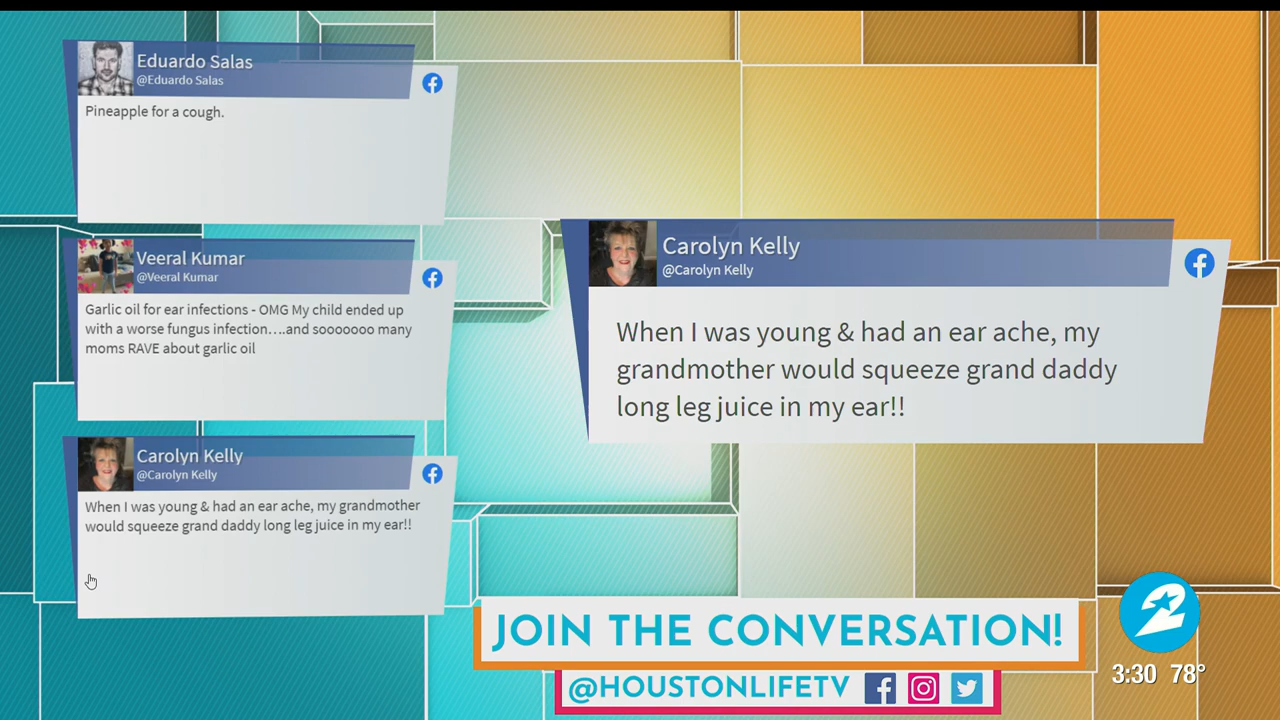 Eduardo Salas
@Eduardo Salas
Pineapple for a cough.
Veeral Kumar
@Veeral Kumar
Garlic oil for ear infections - OMG My child ended up
with a worse fungus infection....and sooooooo many
moms RAVE about garlic oil
Carolyn Kelly
@Carolyn Kelly
When I was young & had an ear ache, my grandmother
would squeeze grand daddy long leg juice in my ear!!
Carolyn Kelly
@Carolyn Kelly
When I was young & had an ear ache, my
grandmother would squeeze grand daddy
long leg juice in my ear!!
JOIN THE CONVERSATION!
@HOUSTONLIFETV
2
3:30 78°